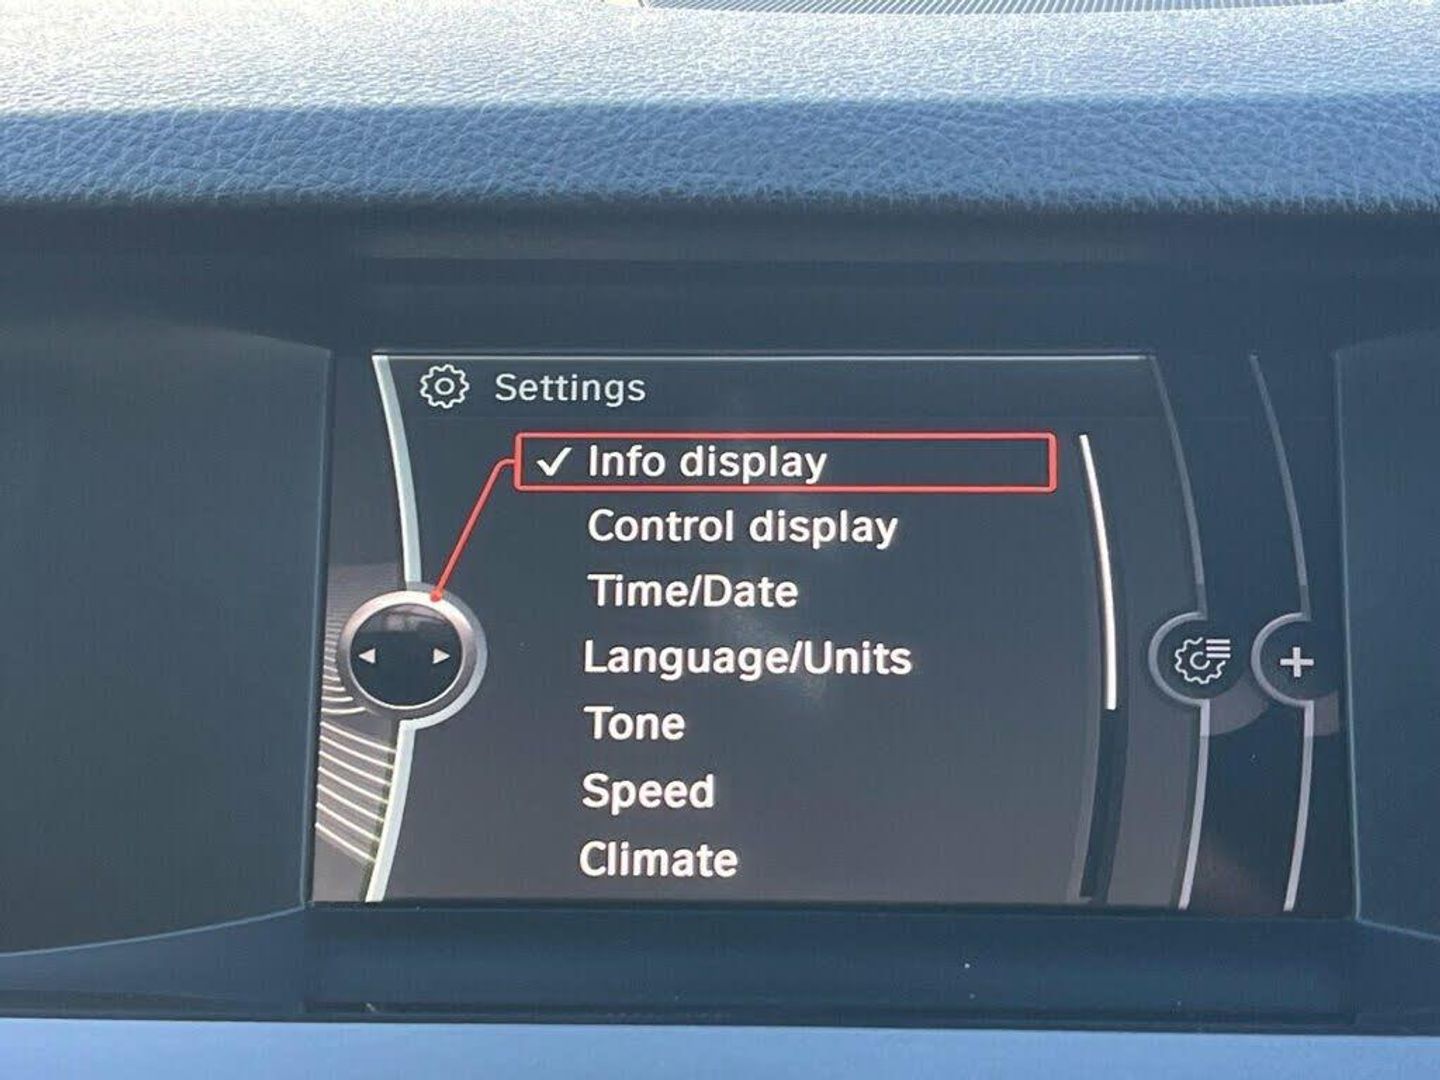 Settings
✓ Info display
Control display
Time/Date
Language/Units
Tone
Speed
Climate